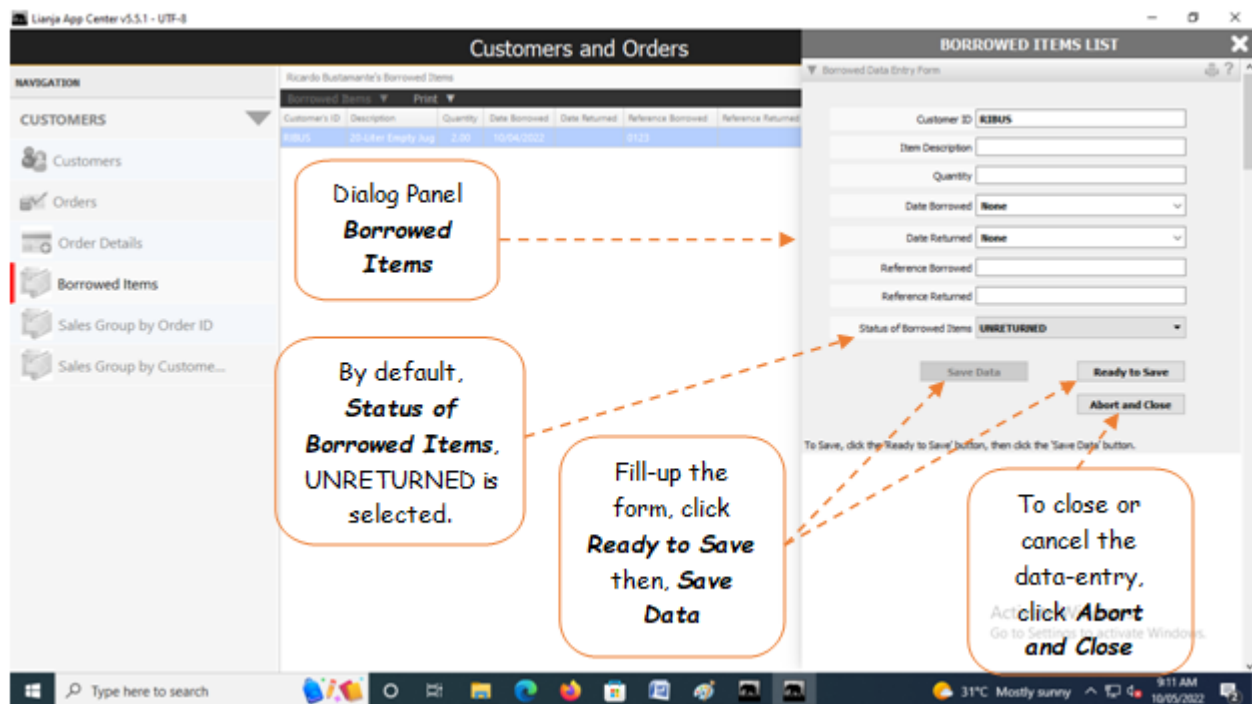 Lianja App Center v5.5.1 - UTF-8
Customers and Orders
BORROWED ITEMS LIST
NAVIGATION
Ricardo Bustamante's Borrowed Items
Borrowed Data Entry Form
Borrowed Items Print
CUSTOMERS
Customer's ID Description Quantity Date Borrowed Date Returned Reference Borrowed Reference Returned
RIBUS 20-Liter Empty Jug 2.00 10/04/2022 0123
Customers
Orders
Order Details
Borrowed Items
Sales Group by Order ID
Sales Group by Custome...
Customer ID RIBUS
Item Description
Quantity
Date Borrowed None
Date Returned None
Reference Borrowed
Reference Returned
Status of Borrowed Items UNRETURNED
Save Data Ready to Save
Abort and Close
To Save, click the 'Ready to Save' button, then click the 'Save Data' button.
Dialog Panel
Borrowed
Items
By default,
Status of
Borrowed Items,
UNRETURNED is
selected.
Fill-up the
form, click
Ready to Save
then, Save
Data
To close or
cancel the
data-entry,
click Abort
and Close
Activate Windows
Go to Settings to activate Windows.
Type here to search
31°C Mostly sunny
9:11 AM
10/05/2022
2